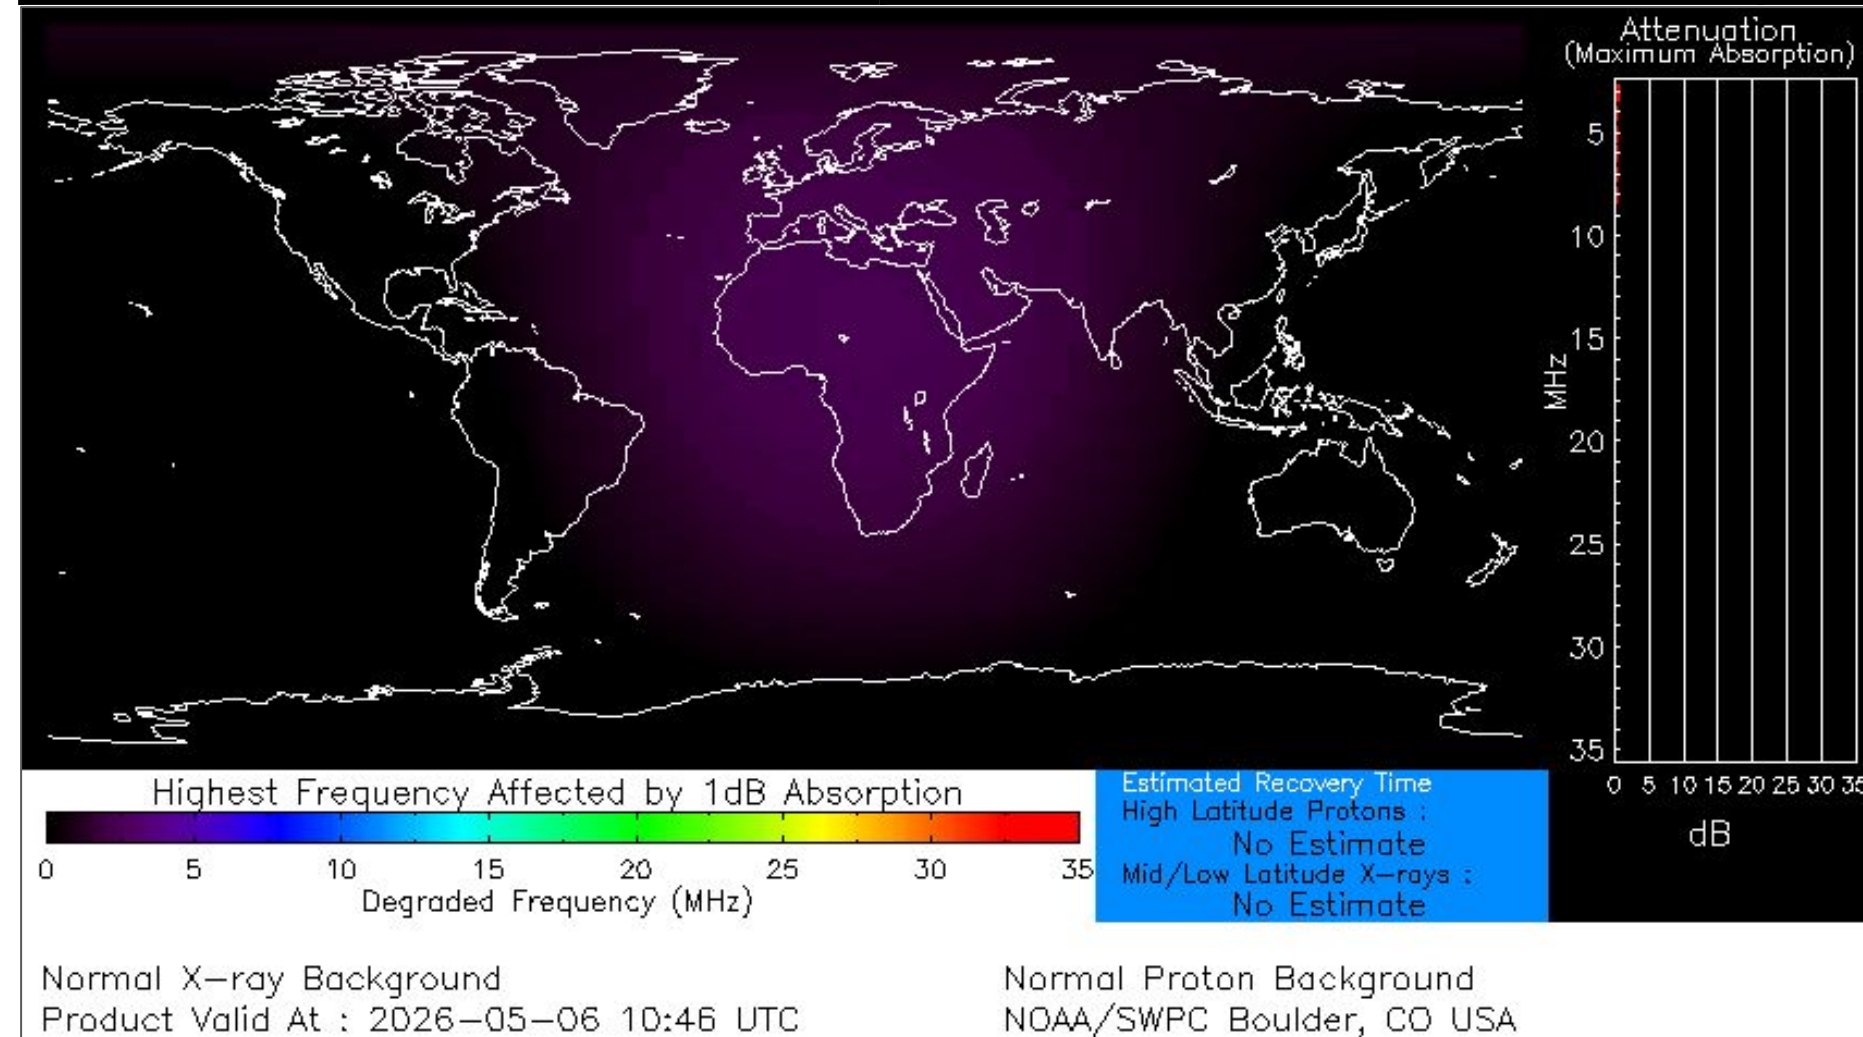 Attenuation
(Maximum Absorption)
5
10
15
20
25
30
35
MHz
0 5 10 15 20 25 30 35
dB
Highest Frequency Affected by 1dB Absorption
0 5 10 15 20 25 30 35
Degraded Frequency (MHz)
Estimated Recovery Time
High Latitude Protons :
No Estimate
Mid/Low Latitude X-rays :
No Estimate
Normal X-ray Background
Normal Proton Background
Product Valid At : 2026-05-06 10:46 UTC
NOAA/SWPC Boulder, CO USA